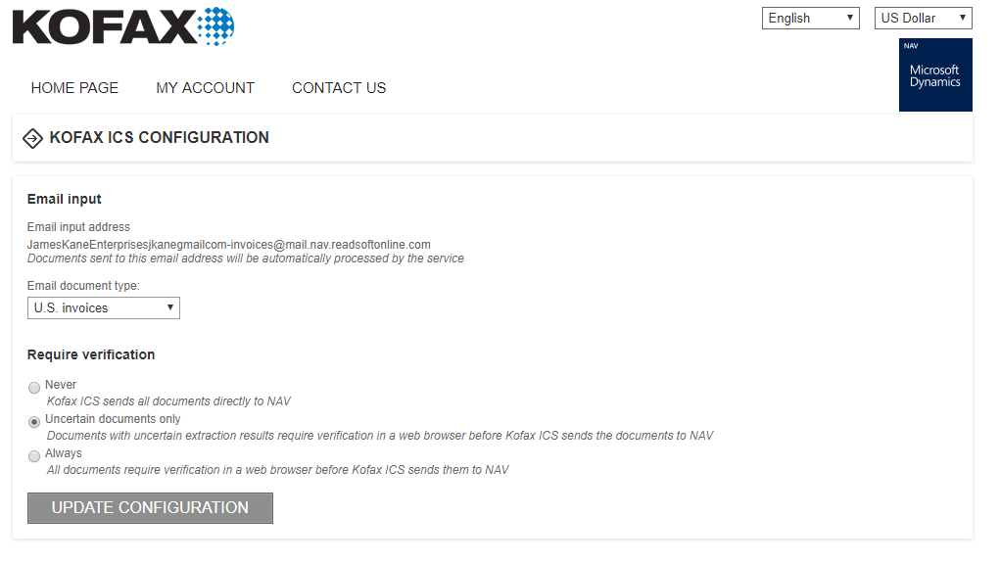 KOFAX
English
US Dollar
NAV
Microsoft
Dynamics
HOME PAGE
MY ACCOUNT
CONTACT US
KOFAX ICS CONFIGURATION
Email input
Email input address
JamesKaneEnterprisesjkanegmailcom-invoices@mail.nav.readsoftonline.com
Documents sent to this email address will be automatically processed by the service
Email document type:
U.S. invoices
Require verification
Never
Kofax ICS sends all documents directly to NAV
Uncertain documents only
Documents with uncertain extraction results require verification in a web browser before Kofax ICS sends the documents to NAV
Always
All documents require verification in a web browser before Kofax ICS sends them to NAV
UPDATE CONFIGURATION